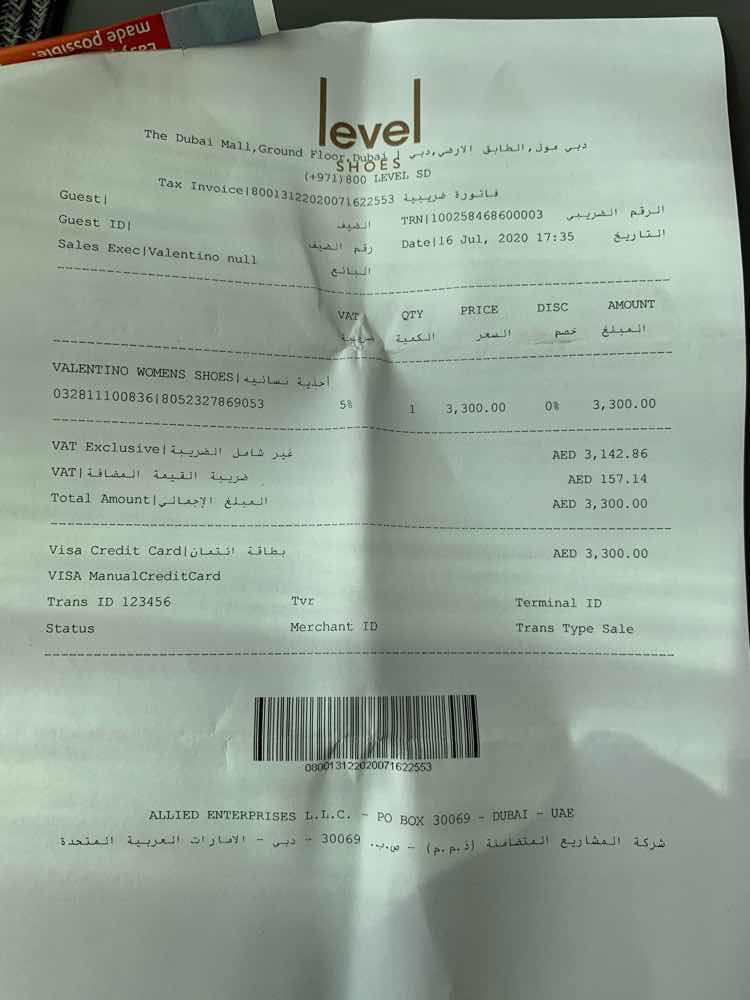 made possible.
level
SHOES
The Dubai Mall,Ground Floor,Dubai | دبي مول,الطابق الارضي,دبي
(+971)800 LEVEL SD
Tax Invoice|80013122020071622553 فاتورة ضريبية
Guest| الضيف TRN|100258468600003 الرقم الضريبي
Guest ID| رقم الضيف Date|16 Jul, 2020 17:35 التاريخ
Sales Exec|Valentino null البائع
VAT QTY PRICE DISC AMOUNT
ضريبة الكمية السعر خصم المبلغ
VALENTINO WOMENS SHOES|أحذية نسائيه
032811100836|8052327869053 5% 1 3,300.00 0% 3,300.00
VAT Exclusive|غير شامل الضريبة AED 3,142.86
VAT|ضريبة القيمة المضافة AED 157.14
Total Amount|المبلغ الإجمالي AED 3,300.00
Visa Credit Card|بطاقة ائتمان AED 3,300.00
VISA ManualCreditCard
Trans ID 123456 Tvr Terminal ID
Status Merchant ID Trans Type Sale
080013122020071622553
ALLIED ENTERPRISES L.L.C. - PO BOX 30069 - DUBAI - UAE
شركة المشاريع المتضامنة (ذ.م.م) - ص.ب. 30069 - دبي - الامارات العربية المتحدة